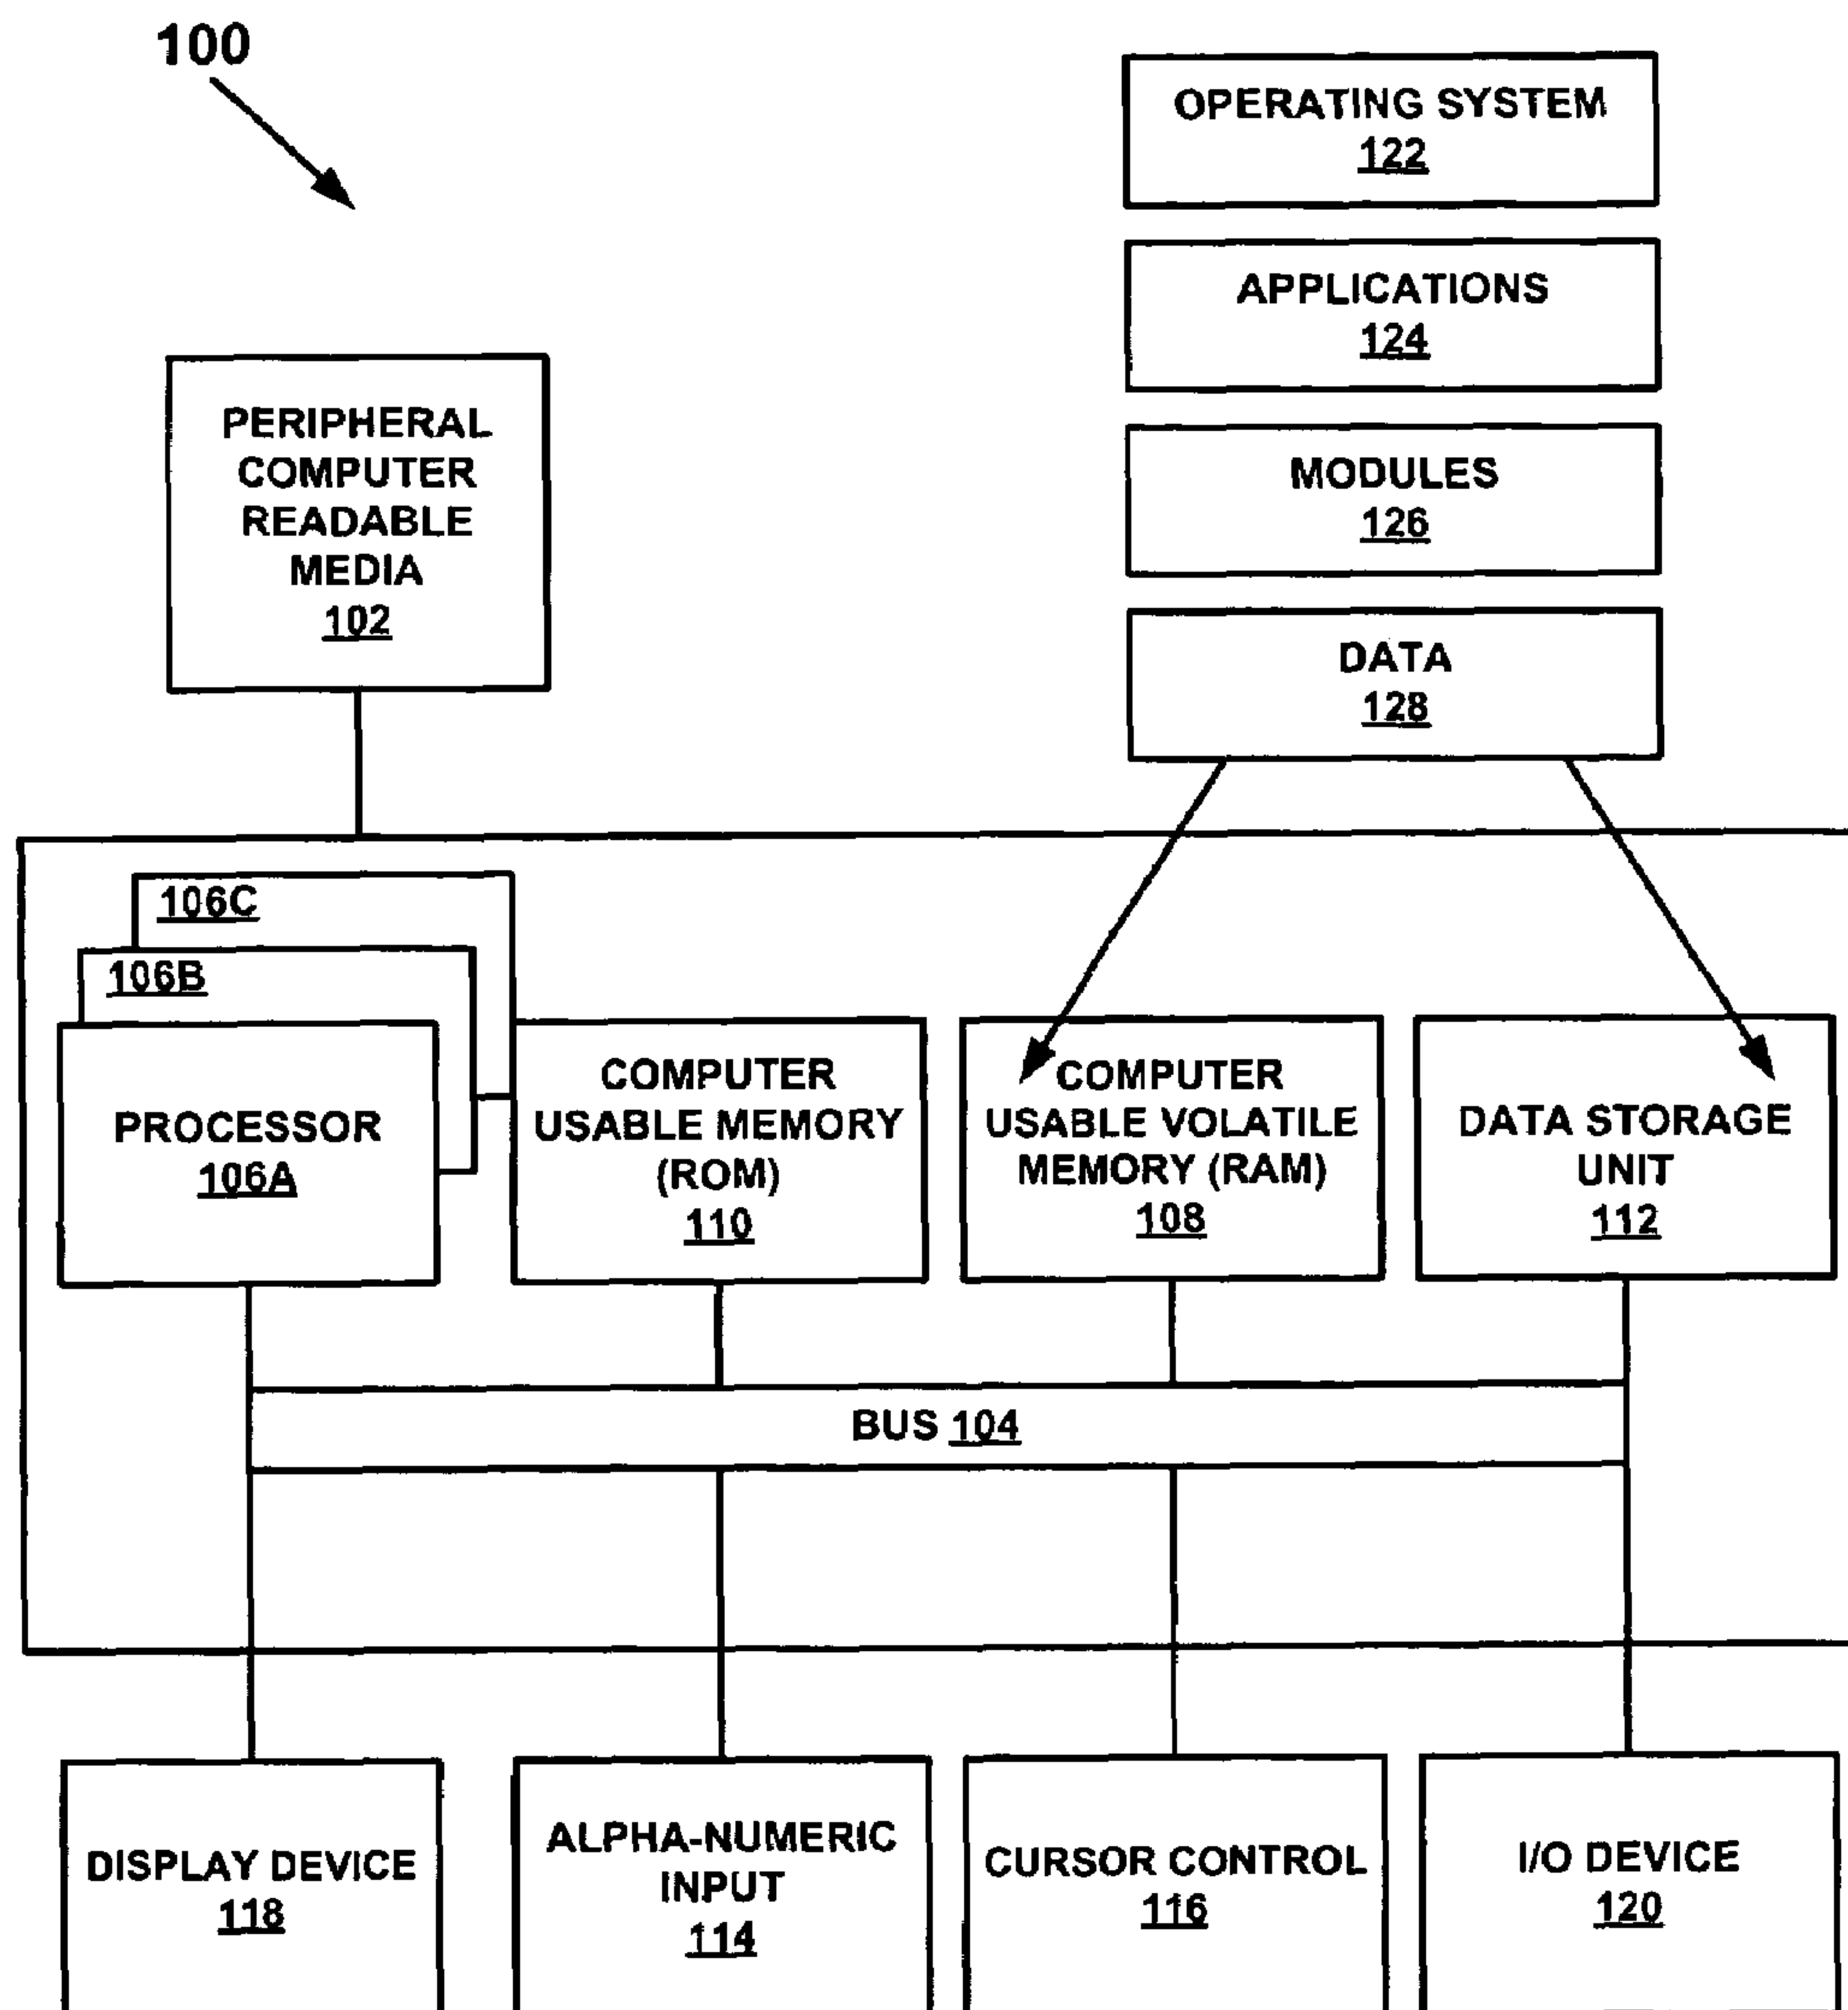 100
OPERATING SYSTEM
122
APPLICATIONS
124
PERIPHERAL
COMPUTER
READABLE
MEDIA
102
MODULES
126
DATA
128
106C
106B
PROCESSOR
106A
COMPUTER
USABLE MEMORY
(ROM)
110
COMPUTER
USABLE VOLATILE
MEMORY (RAM)
108
DATA STORAGE
UNIT
112
BUS 104
DISPLAY DEVICE
118
ALPHA-NUMERIC
INPUT
114
CURSOR CONTROL
116
I/O DEVICE
120